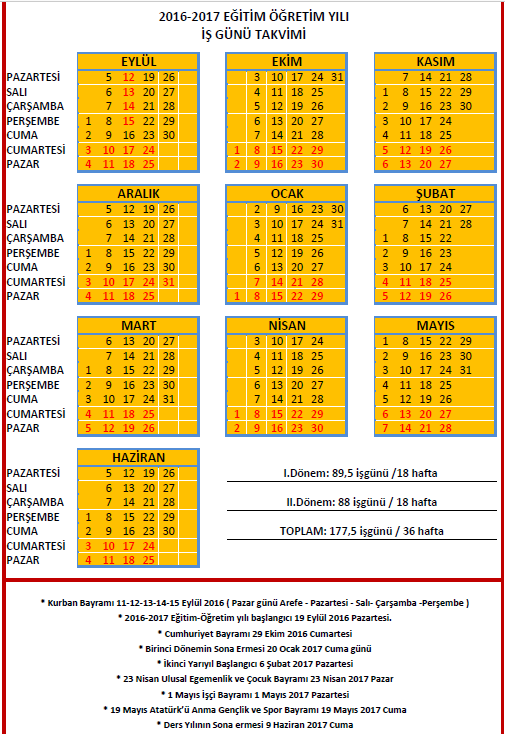 2016-2017 EĞİTİM ÖĞRETİM YILI
İŞ GÜNÜ TAKVİMİ
EYLÜL EKİM KASIM
PAZARTESİ 5 12 19 26 3 10 17 24 31 7 14 21 28
SALI 6 13 20 27 4 11 18 25 1 8 15 22 29
ÇARŞAMBA 7 14 21 28 5 12 19 26 2 9 16 23 30
PERŞEMBE 1 8 15 22 29 6 13 20 27 3 10 17 24
CUMA 2 9 16 23 30 7 14 21 28 4 11 18 25
CUMARTESİ 3 10 17 24 1 8 15 22 29 5 12 19 26
PAZAR 4 11 18 25 2 9 16 23 30 6 13 20 27
ARALIK OCAK ŞUBAT
PAZARTESİ 5 12 19 26 2 9 16 23 30 6 13 20 27
SALI 6 13 20 27 3 10 17 24 31 7 14 21 28
ÇARŞAMBA 7 14 21 28 4 11 18 25 1 8 15 22
PERŞEMBE 1 8 15 22 29 5 12 19 26 2 9 16 23
CUMA 2 9 16 23 30 6 13 20 27 3 10 17 24
CUMARTESİ 3 10 17 24 31 7 14 21 28 4 11 18 25
PAZAR 4 11 18 25 1 8 15 22 29 5 12 19 26
MART NİSAN MAYIS
PAZARTESİ 6 13 20 27 3 10 17 24 1 8 15 22 29
SALI 7 14 21 28 4 11 18 25 2 9 16 23 30
ÇARŞAMBA 1 8 15 22 29 5 12 19 26 3 10 17 24 31
PERŞEMBE 2 9 16 23 30 6 13 20 27 4 11 18 25
CUMA 3 10 17 24 31 7 14 21 28 5 12 19 26
CUMARTESİ 4 11 18 25 1 8 15 22 29 6 13 20 27
PAZAR 5 12 19 26 2 9 16 23 30 7 14 21 28
HAZİRAN
PAZARTESİ 5 12 19 26
SALI 6 13 20 27
ÇARŞAMBA 7 14 21 28
PERŞEMBE 1 8 15 22 29
CUMA 2 9 16 23 30
CUMARTESİ 3 10 17 24
PAZAR 4 11 18 25
I.Dönem: 89,5 işgünü /18 hafta
II.Dönem: 88 işgünü / 18 hafta
TOPLAM: 177,5 işgünü / 36 hafta
* Kurban Bayramı 11-12-13-14-15 Eylül 2016 ( Pazar günü Arefe - Pazartesi - Salı- Çarşamba -Perşembe )
* 2016-2017 Eğitim-Öğretim yılı başlangıcı 19 Eylül 2016 Pazartesi.
* Cumhuriyet Bayramı 29 Ekim 2016 Cumartesi
* Birinci Dönemin Sona Ermesi 20 Ocak 2017 Cuma günü
* İkinci Yarıyıl Başlangıcı 6 Şubat 2017 Pazartesi
* 23 Nisan Ulusal Egemenlik ve Çocuk Bayramı 23 Nisan 2017 Pazar
* 1 Mayıs İşçi Bayramı 1 Mayıs 2017 Pazartesi
* 19 Mayıs Atatürk'ü Anma Gençlik ve Spor Bayramı 19 Mayıs 2017 Cuma
* Ders Yılının Sona ermesi 9 Haziran 2017 Cuma